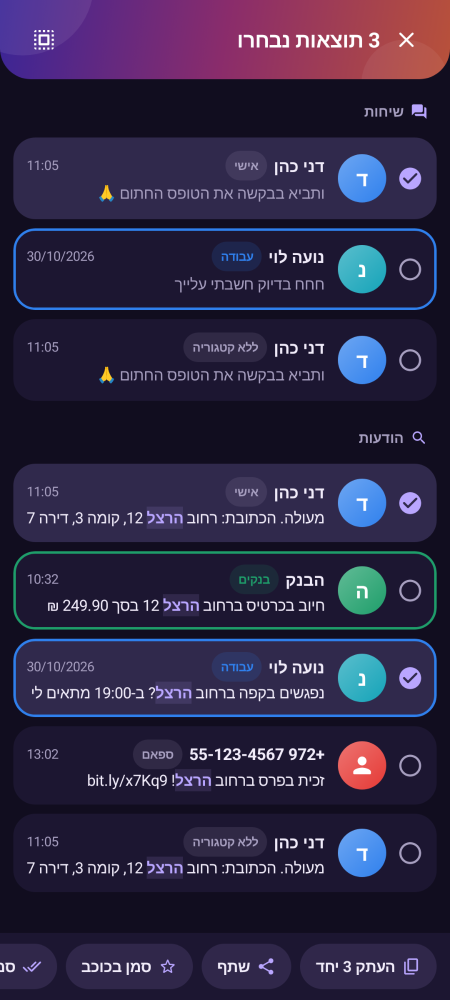 3 תוצאות נבחרו
שיחות
דני כהן אישי 11:05
ותביא בבקשה את הטופס החתום 🙏
ד
נועה לוי עבודה 30/10/2026
חחח בדיוק חשבתי עלייך
נ
דני כהן ללא קטגוריה 11:05
ותביא בבקשה את הטופס החתום 🙏
ד
הודעות
דני כהן אישי 11:05
מעולה. הכתובת: רחוב הרצל 12, קומה 3, דירה 7
ד
הבנק בנקים 10:32
חיוב בכרטיס ברחוב הרצל 12 בסך 249.90 ₪
ה
נועה לוי עבודה 30/10/2026
נפגשים בקפה ברחוב הרצל? ב-19:00 מתאים לי
נ
+972 55-123-4567 ספאם 13:02
זכית בפרס ברחוב הרצל! bit.ly/x7Kq9
דני כהן ללא קטגוריה 11:05
מעולה. הכתובת: רחוב הרצל 12, קומה 3, דירה 7
ד
העתק 3 יחד שתף סמן בכוכב